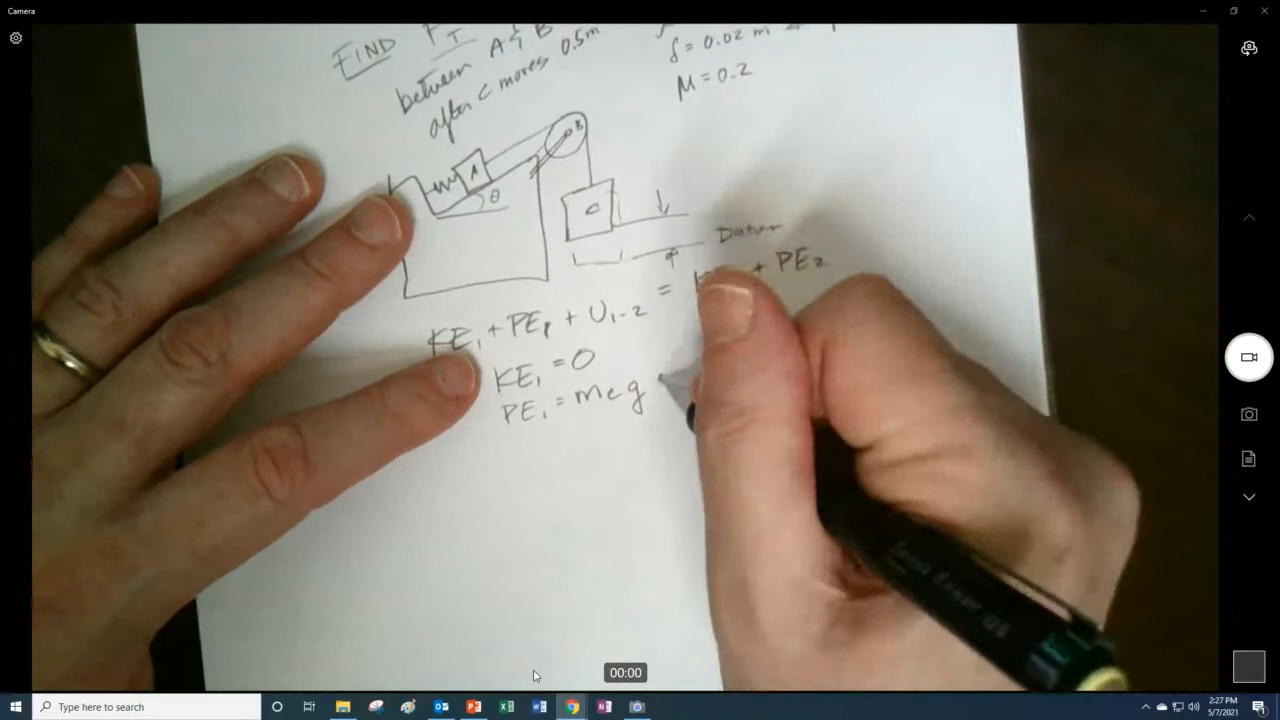 Camera
FIND F_T
between A & B
after C moves 0.5m
δ = 0.02 m
μ = 0.2
A
B
θ
C
Datum
KE₁ + PE₁ + U₁₋₂ = + PE₂
KE₁ = 0
PE₁ = mcg
00:00
Type here to search
2:27 PM
5/7/2021